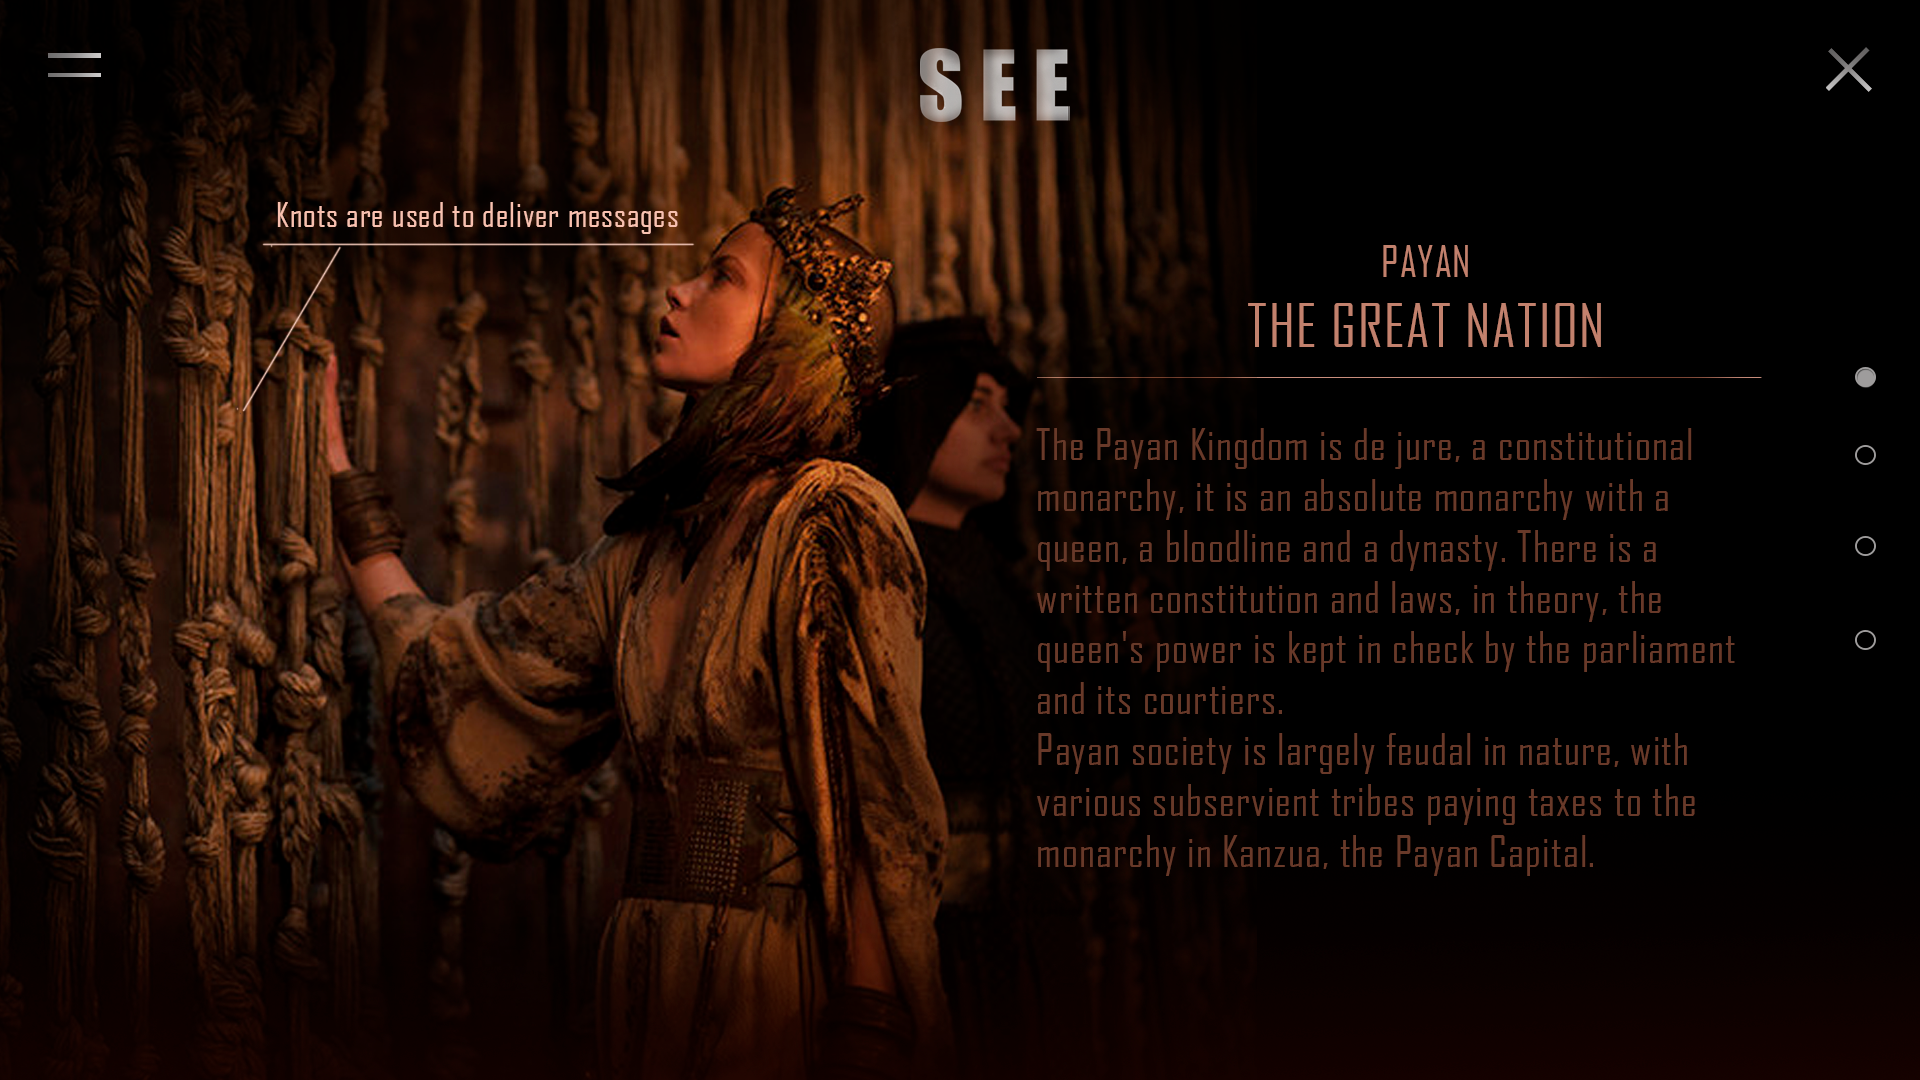 SEE
Knots are used to deliver messages
PAYAN
THE GREAT NATION
The Payan Kingdom is de jure, a constitutional
monarchy, it is an absolute monarchy with a
queen, a bloodline and a dynasty. There is a
written constitution and laws, in theory, the
queen's power is kept in check by the parliament
and its courtiers.
Payan society is largely feudal in nature, with
various subservient tribes paying taxes to the
monarchy in Kanzua, the Payan Capital.